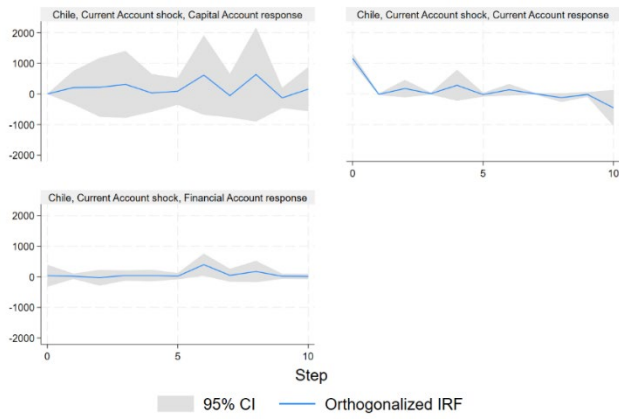 Chile, Current Account shock, Capital Account response
Chile, Current Account shock, Current Account response
2000
1000
0
-1000
-2000
0
5
10
Chile, Current Account shock, Financial Account response
2000
1000
0
-1000
-2000
0
5
10
Step
95% CI
Orthogonalized IRF